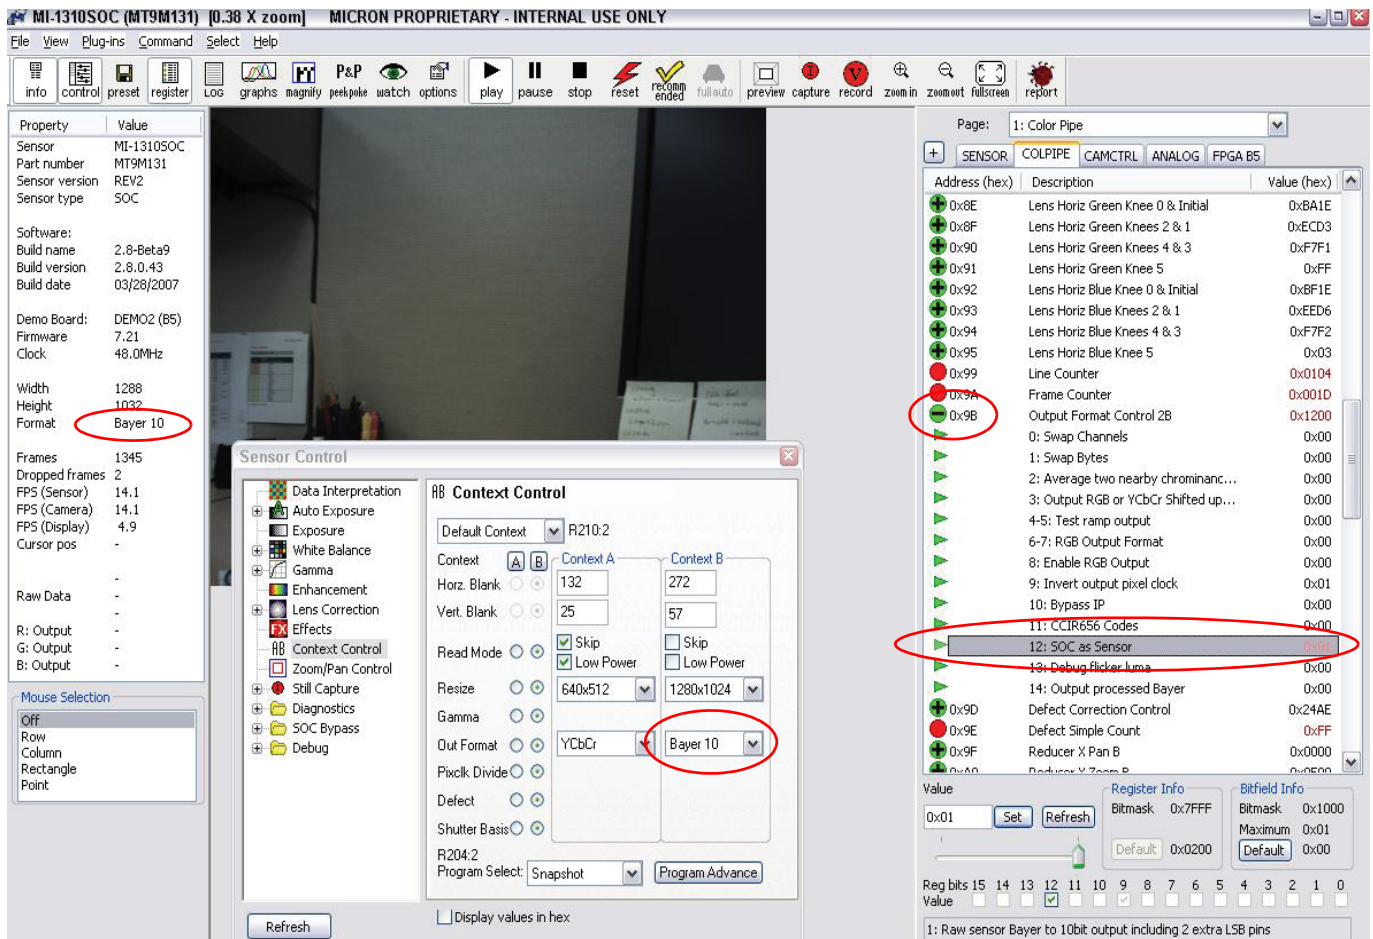 MI-1310SOC (MT9M131) [0.38 X zoom] MICRON PROPRIETARY - INTERNAL USE ONLY
File View Plug-ins Command Select Help
info control preset register LOG graphs magnify peekpoke watch options play pause stop reset recomm ended fullauto preview capture record zoom in zoom out fullscreen report
P&P
Property Value
Sensor MI-1310SOC
Part number MT9M131
Sensor version REV2
Sensor type SOC
Software:
Build name 2.8-Beta9
Build version 2.8.0.43
Build date 03/28/2007
Demo Board: DEMO2 (B5)
Firmware 7.21
Clock 48.0MHz
Width 1288
Height 1032
Format Bayer 10
Frames 1345
Dropped frames 2
FPS (Sensor) 14.1
FPS (Camera) 14.1
FPS (Display) 4.9
Cursor pos -
-
Raw Data -
-
R: Output -
G: Output -
B: Output -
Mouse Selection
Off
Row
Column
Rectangle
Point
Sensor Control
Data Interpretation
Auto Exposure
Exposure
White Balance
Gamma
Enhancement
Lens Correction
FX Effects
AB Context Control
Zoom/Pan Control
Still Capture
Diagnostics
SOC Bypass
Debug
Refresh
AB Context Control
Default Context R210:2
Context A B Context A Context B
Horz. Blank 132 272
Vert. Blank 25 57
Read Mode Skip Skip
Low Power Low Power
Resize 640x512 1280x1024
Gamma
Out Format YCbCr Bayer 10
Pixclk Divide
Defect
Shutter Basis
R204:2
Program Select: Snapshot Program Advance
Display values in hex
Page: 1: Color Pipe
+ SENSOR COLPIPE CAMCTRL ANALOG FPGA B5
Address (hex) Description Value (hex)
0x8E Lens Horiz Green Knee 0 & Initial 0xBA1E
0x8F Lens Horiz Green Knees 2 & 1 0xECD3
0x90 Lens Horiz Green Knees 4 & 3 0xF7F1
0x91 Lens Horiz Green Knee 5 0xFF
0x92 Lens Horiz Blue Knee 0 & Initial 0xBF1E
0x93 Lens Horiz Blue Knees 2 & 1 0xEED6
0x94 Lens Horiz Blue Knees 4 & 3 0xF7F2
0x95 Lens Horiz Blue Knee 5 0x03
0x99 Line Counter 0x0104
0x9A Frame Counter 0x001D
0x9B Output Format Control 2B 0x1200
0: Swap Channels 0x00
1: Swap Bytes 0x00
2: Average two nearby chrominanc... 0x00
3: Output RGB or YCbCr Shifted up... 0x00
4-5: Test ramp output 0x00
6-7: RGB Output Format 0x00
8: Enable RGB Output 0x00
9: Invert output pixel clock 0x01
10: Bypass IP 0x00
11: CCIR656 Codes 0x00
12: SOC as Sensor 0x01
13: Debug flicker luma 0x00
14: Output processed Bayer 0x00
0x9D Defect Correction Control 0x24AE
0x9E Defect Simple Count 0xFF
0x9F Reducer X Pan B 0x0000
0xA0 Reducer X Zoom B 0x0500
Value Register Info Bitfield Info
0x01 Set Refresh Bitmask 0x7FFF Bitmask 0x1000
Maximum 0x01
Default 0x0200 Default 0x00
Reg bits 15 14 13 12 11 10 9 8 7 6 5 4 3 2 1 0
Value
1: Raw sensor Bayer to 10bit output including 2 extra LSB pins